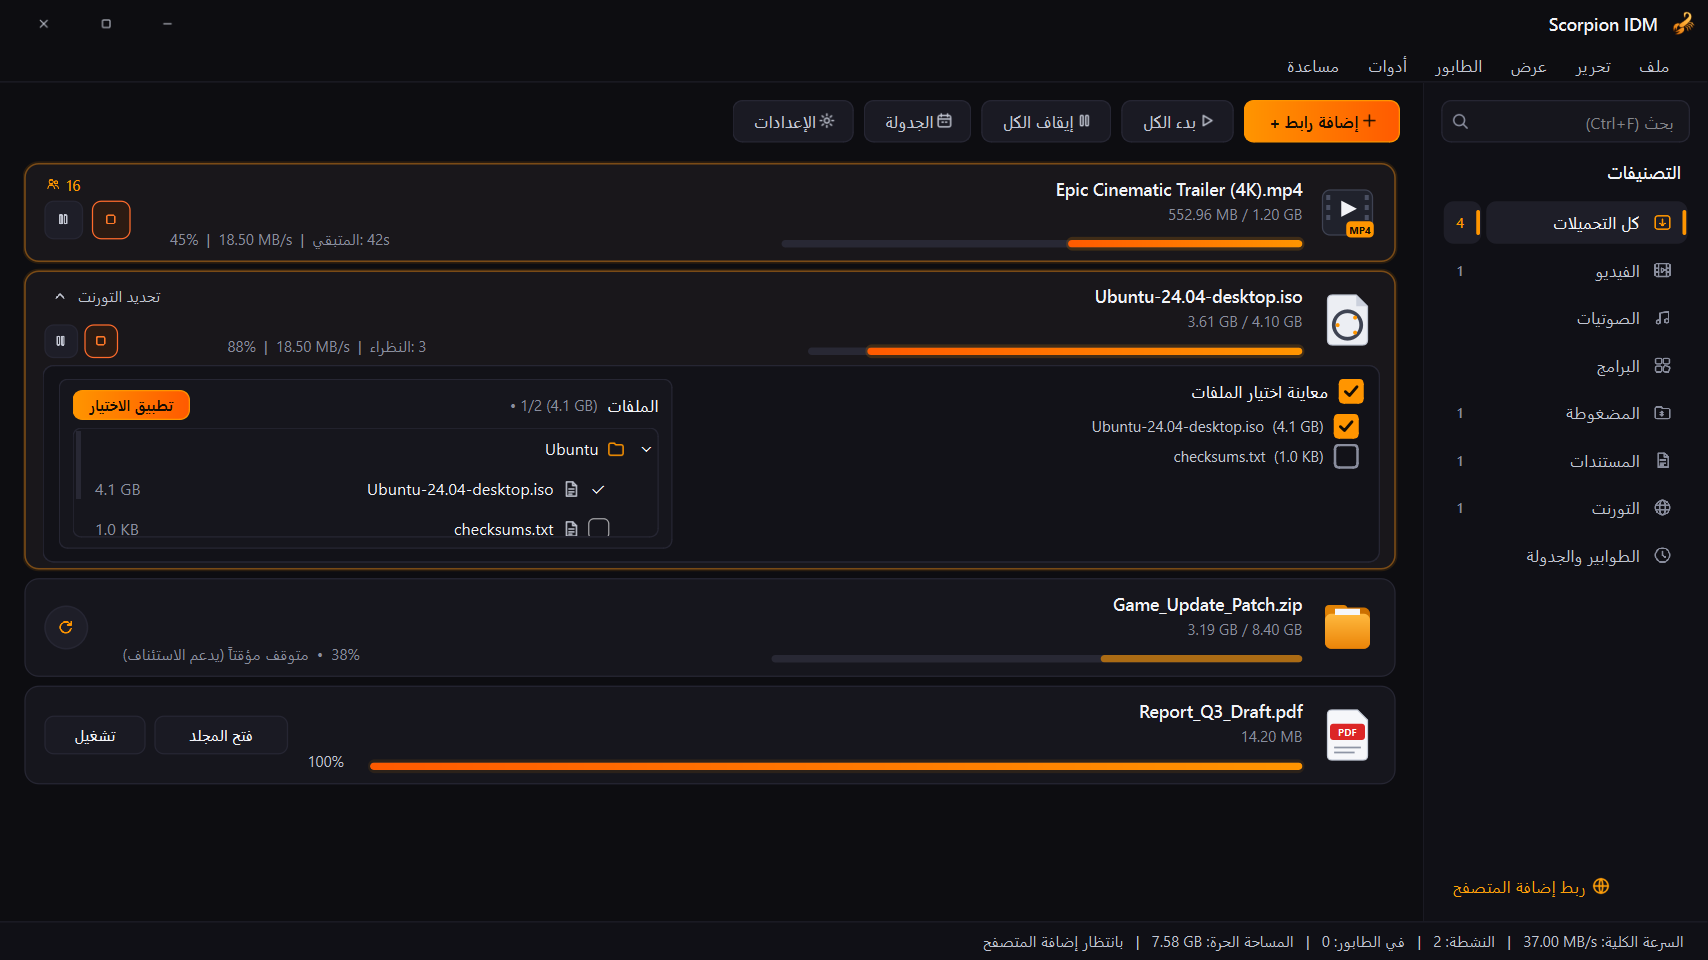 Scorpion IDM
ملف تحرير عرض الطابور أدوات مساعدة
بحث (Ctrl+F)
التصنيفات
كل التحميلات 4
الفيديو 1
الصوتيات
البرامج
المضغوطة 1
المستندات 1
التورنت 1
الطوابير والجدولة
ربط إضافة المتصفح
إضافة رابط +
بدء الكل
إيقاف الكل
الجدولة
الإعدادات
Epic Cinematic Trailer (4K).mp4
552.96 MB / 1.20 GB
MP4
16
45% | 18.50 MB/s | المتبقي: 42s
Ubuntu-24.04-desktop.iso
3.61 GB / 4.10 GB
تحديد التورنت
88% | 18.50 MB/s | النظراء: 3
معاينة اختيار الملفات
Ubuntu-24.04-desktop.iso (4.1 GB)
checksums.txt (1.0 KB)
الملفات 1/2 (4.1 GB) •
تطبيق الاختيار
Ubuntu
Ubuntu-24.04-desktop.iso 4.1 GB
checksums.txt 1.0 KB
Game_Update_Patch.zip
3.19 GB / 8.40 GB
38% • متوقف مؤقتاً (يدعم الاستئناف)
Report_Q3_Draft.pdf
14.20 MB
PDF
100%
فتح المجلد
تشغيل
السرعة الكلية: 37.00 MB/s | النشطة: 2 | في الطابور: 0 | المساحة الحرة: 7.58 GB | بانتظار إضافة المتصفح